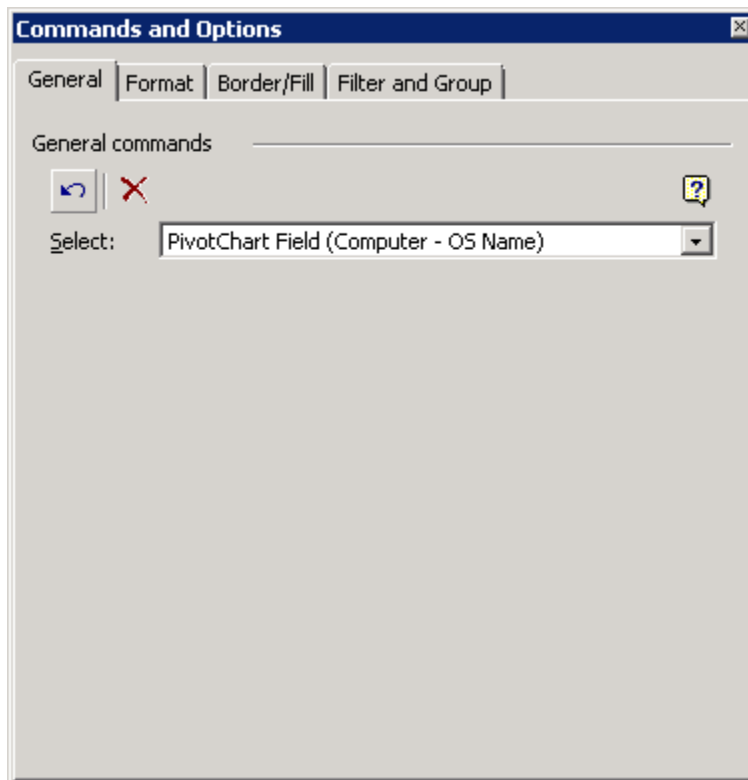 Commands and Options
General Format Border/Fill Filter and Group
General commands
Select: PivotChart Field (Computer - OS Name)